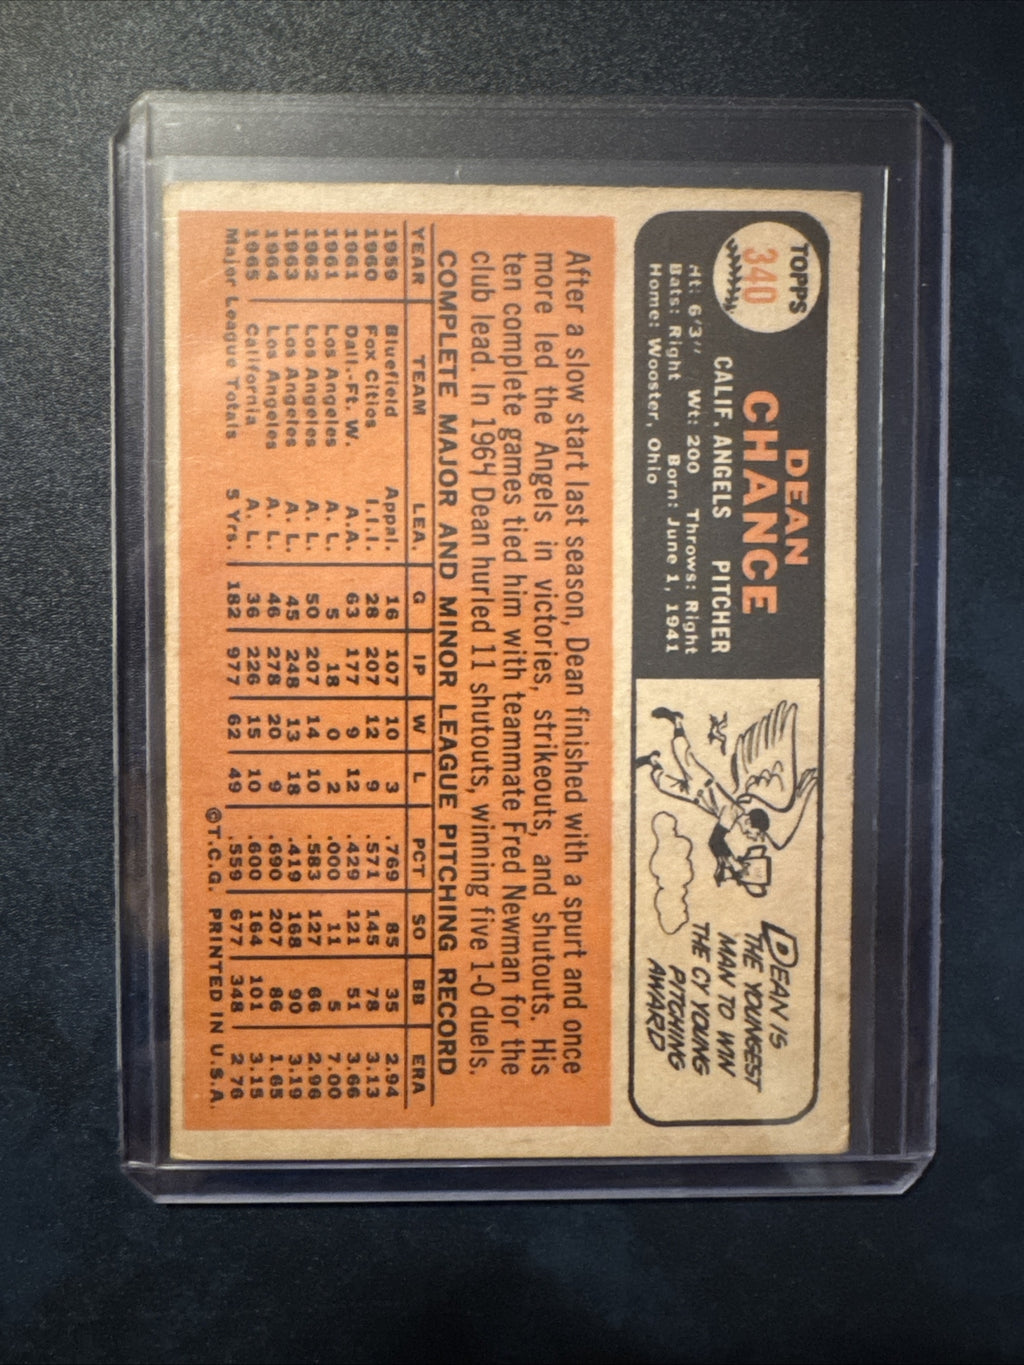 TOPPS
340
DEAN
CHANCE
CALIF. ANGELS PITCHER
Ht: 6'3" Wt: 200 Throws: Right
Bats: Right Born: June 1, 1941
Home: Wooster, Ohio
DEAN IS
THE YOUNGEST
MAN TO WIN
THE CY YOUNG
PITCHING
AWARD
After a slow start last season, Dean finished with a spurt and once
more led the Angels in victories, strikeouts, and shutouts. His
ten complete games tied him with teammate Fred Newman for the
club lead. In 1964 Dean hurled 11 shutouts, winning five 1-0 duels.
COMPLETE MAJOR AND MINOR LEAGUE PITCHING RECORD
YEAR TEAM LEA. G IP W L PCT SO BB ERA
1959 Bluefield Appal. 16 107 10 3 .769 85 35 2.94
1960 Fox Cities I.I.I. 28 207 12 9 .571 145 78 3.13
1961 Dall.-Ft. W. A.A. 63 177 9 12 .429 121 51 3.66
1961 Los Angeles A. L. 5 18 0 2 .000 11 5 7.00
1962 Los Angeles A. L. 50 207 14 10 .583 127 66 2.96
1963 Los Angeles A. L. 45 248 13 18 .419 168 90 3.19
1964 Los Angeles A. L. 46 278 20 9 .690 207 86 1.65
1965 California A. L. 36 226 15 10 .600 164 101 3.15
Major League Totals 5 Yrs. 182 977 62 49 .559 677 348 2 76
©T.C.G. PRINTED IN U.S.A.